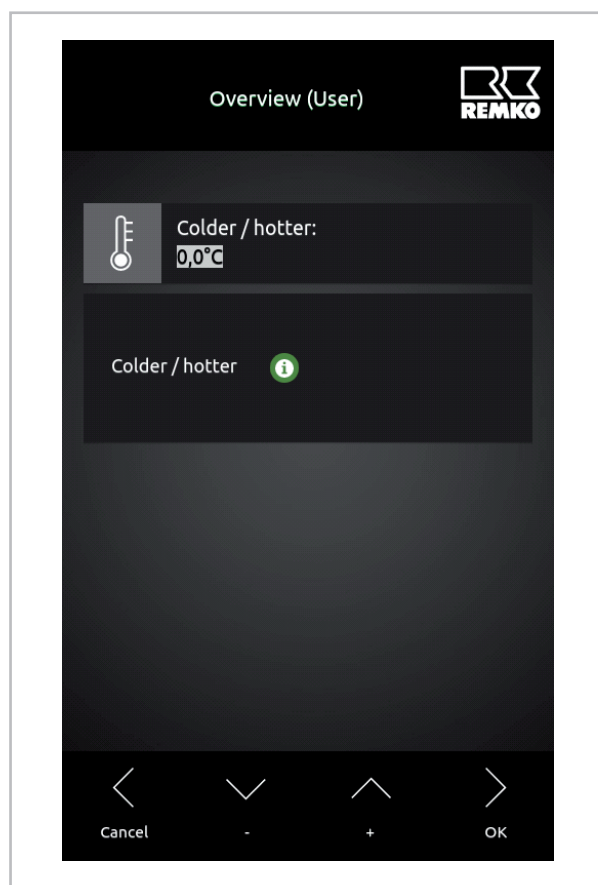 Overview (User)
REMKO
Colder / hotter:
0,0°C
Colder / hotter
Cancel
-
+
OK